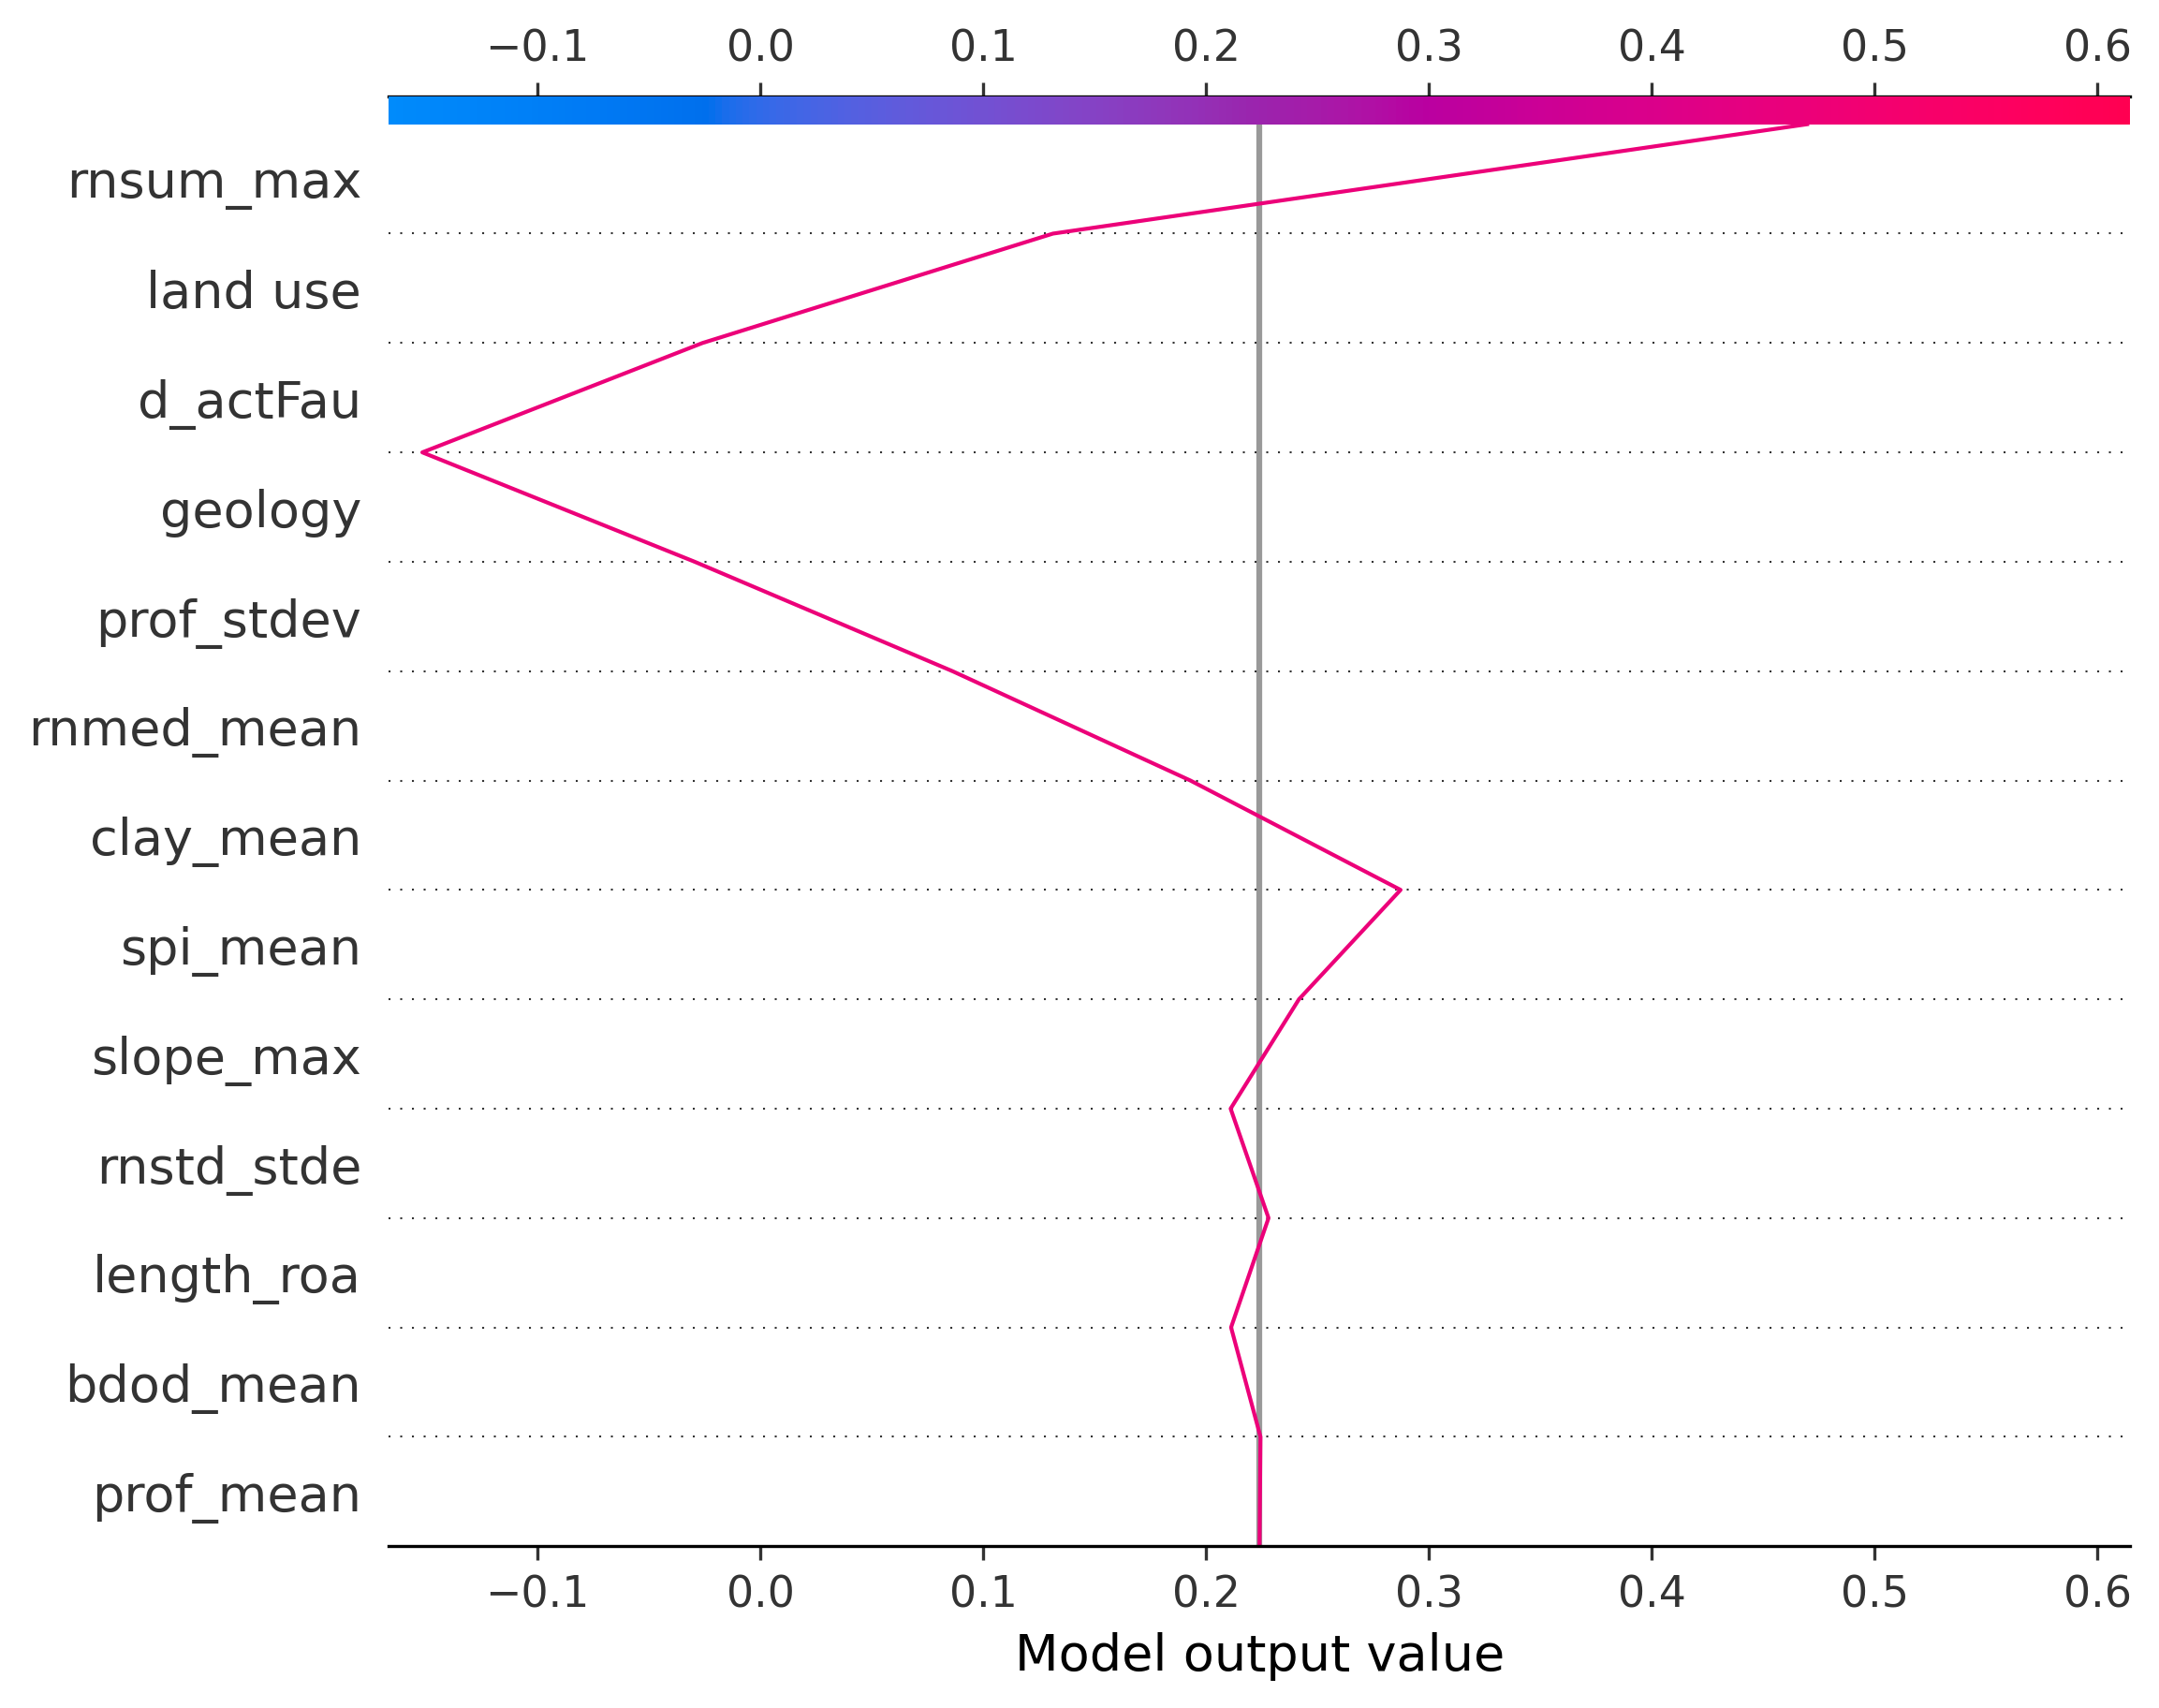 −0.1 0.0 0.1 0.2 0.3 0.4 0.5 0.6
rnsum_max
land use
d_actFau
geology
prof_stdev
rnmed_mean
clay_mean
spi_mean
slope_max
rnstd_stde
length_roa
bdod_mean
prof_mean
−0.1 0.0 0.1 0.2 0.3 0.4 0.5 0.6
Model output value